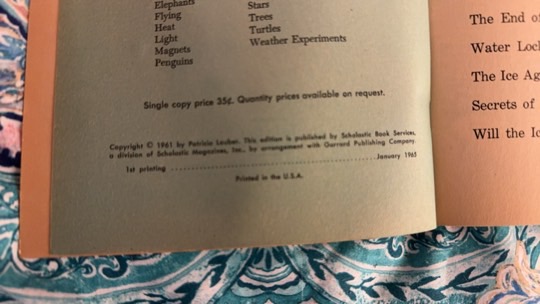 Elephants
Flying
Heat
Light
Magnets
Penguins
Stars
Trees
Turtles
Weather Experiments
Single copy price 35¢. Quantity prices available on request.
Copyright © 1961 by Patricia Lauber. This edition is published by Scholastic Book Services,
a division of Scholastic Magazines, Inc., by arrangement with Garrard Publishing Company.
1st printing ........................................................January 1965
Printed in the U.S.A.
The End of
Water Loc
The Ice Ag
Secrets of
Will the Ic